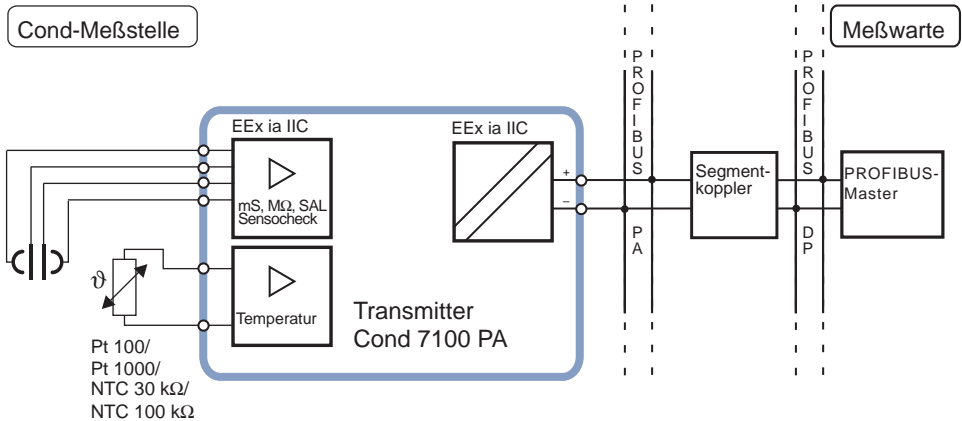 Cond-Meßstelle
Meßwarte
EEx ia IIC
mS, MΩ, SAL
Sensocheck
Temperatur
ϑ
Pt 100/
Pt 1000/
NTC 30 kΩ/
NTC 100 kΩ
EEx ia IIC
+
–
Transmitter
Cond 7100 PA
PROFIBUS PA
Segment-
koppler
PROFIBUS DP
PROFIBUS-
Master